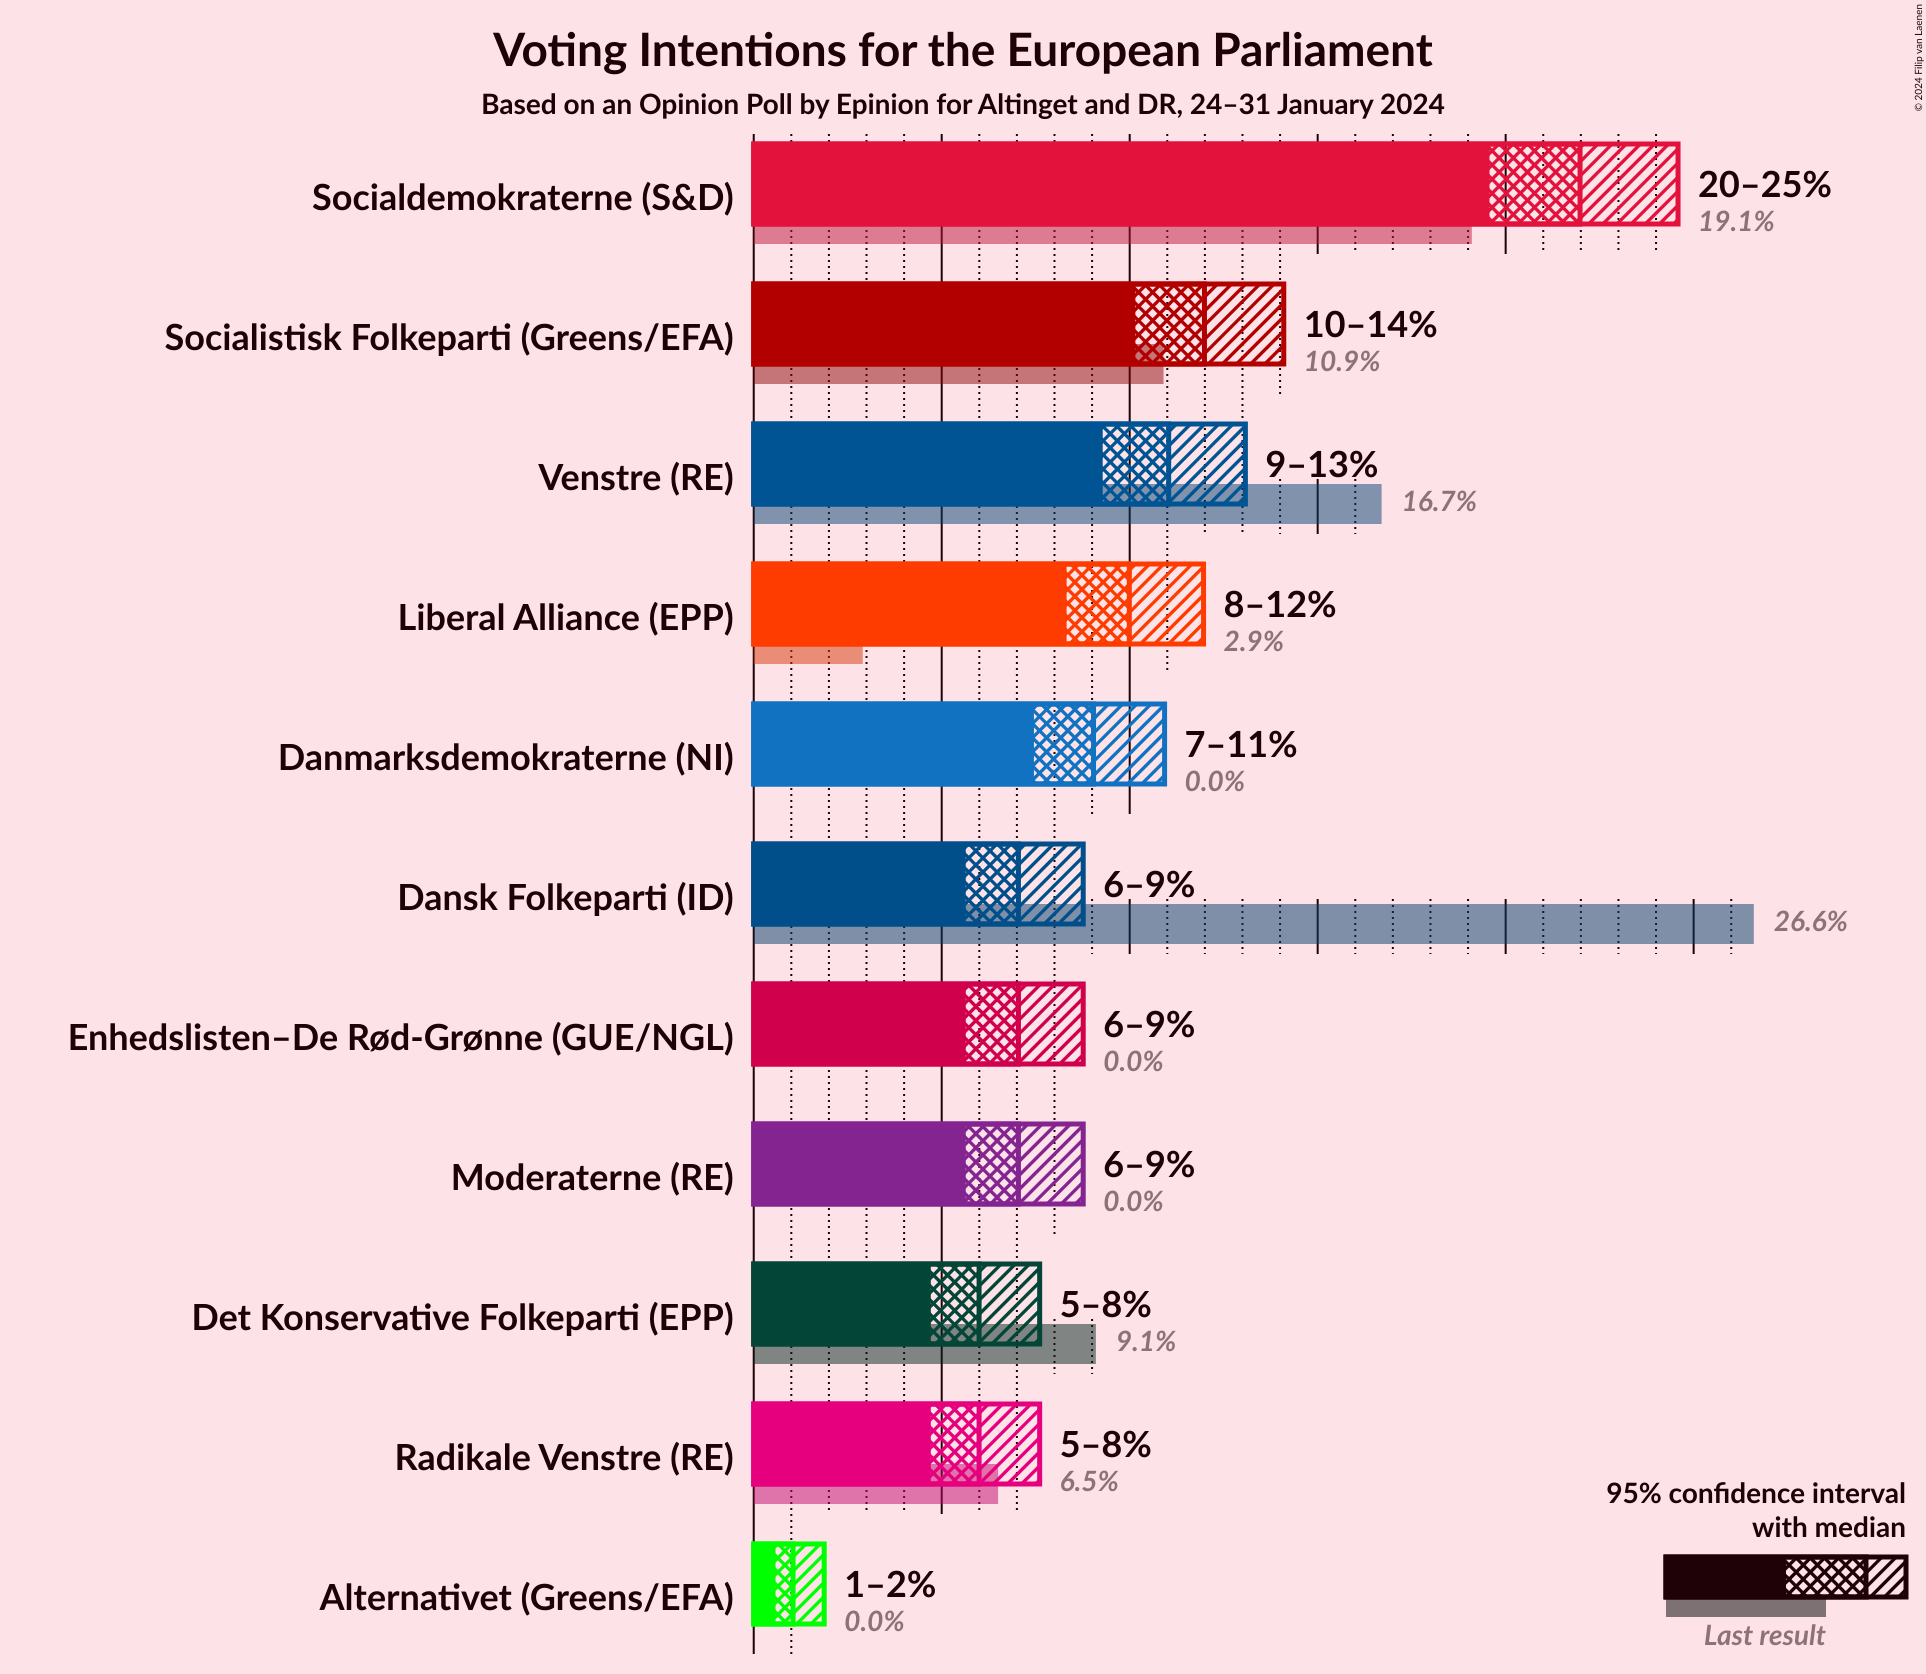 Voting Intentions for the European Parliament
Based on an Opinion Poll by Epinion for Altinget and DR, 24–31 January 2024
© 2024 Filip van Laenen
Socialdemokraterne (S&D)
20–25%
19.1%
Socialistisk Folkeparti (Greens/EFA)
10–14%
10.9%
Venstre (RE)
9–13%
16.7%
Liberal Alliance (EPP)
8–12%
2.9%
Danmarksdemokraterne (NI)
7–11%
0.0%
Dansk Folkeparti (ID)
6–9%
26.6%
Enhedslisten–De Rød-Grønne (GUE/NGL)
6–9%
0.0%
Moderaterne (RE)
6–9%
0.0%
Det Konservative Folkeparti (EPP)
5–8%
9.1%
Radikale Venstre (RE)
5–8%
6.5%
Alternativet (Greens/EFA)
1–2%
0.0%
95% confidence interval
with median
Last result